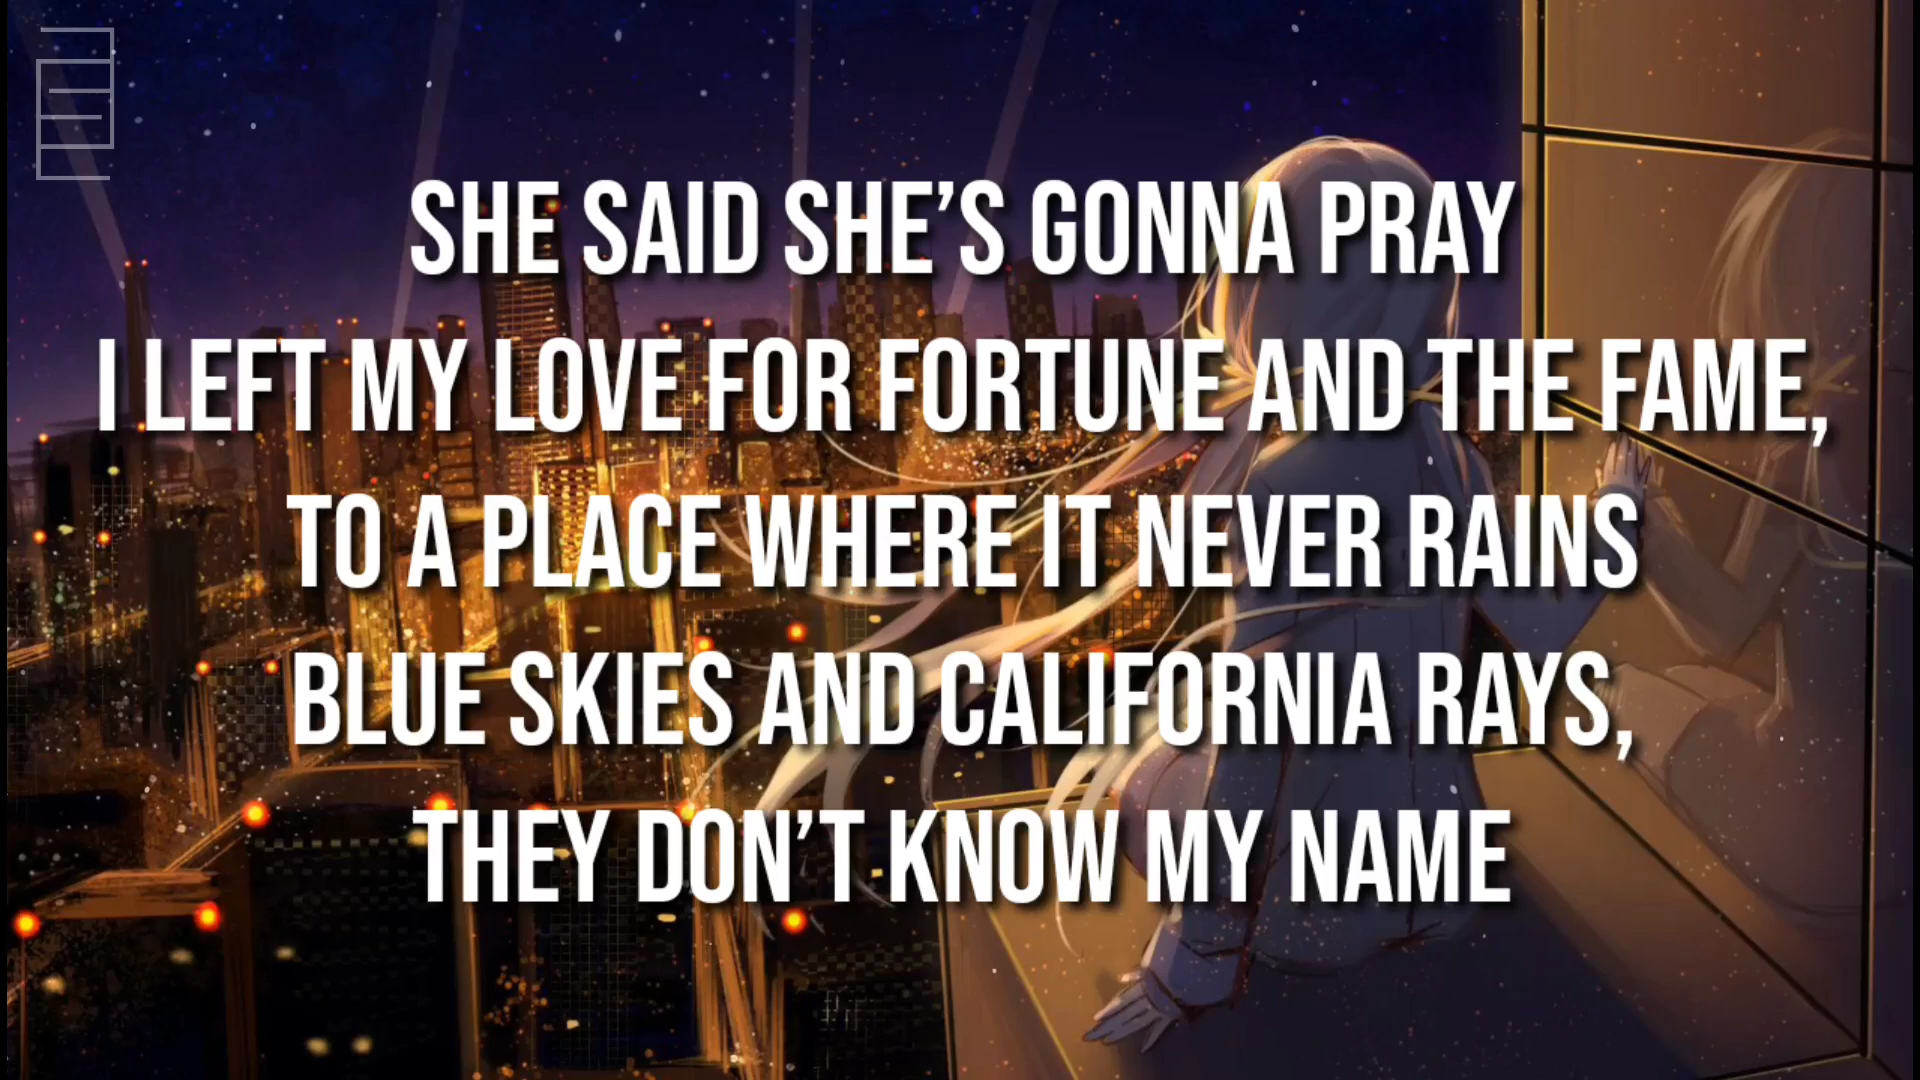 SHE SAID SHE’S GONNA PRAY
I LEFT MY LOVE FOR FORTUNE AND THE FAME,
TO A PLACE WHERE IT NEVER RAINS
BLUE SKIES AND CALIFORNIA RAYS,
THEY DON’T KNOW MY NAME